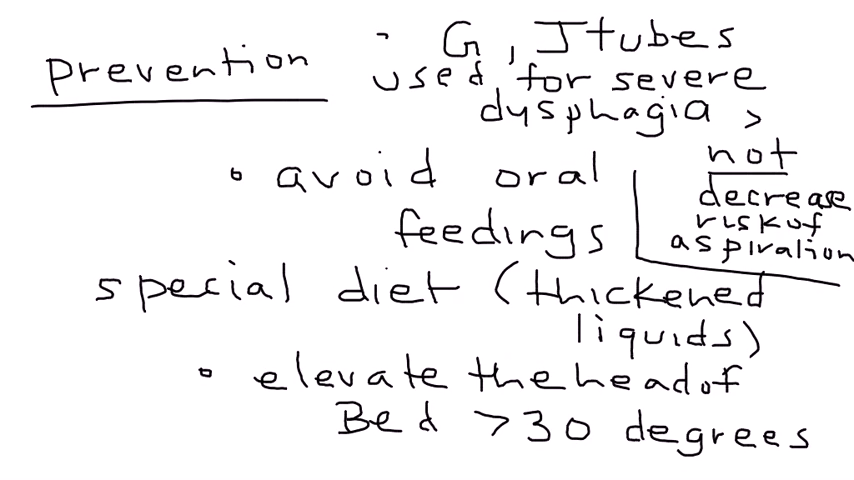 prevention : G, J tubes
used for severe
dysphagia >
not
decrease
risk of
aspiration
• avoid oral
feedings
special diet (thickened
liquids)
• elevate the head of
Bed > 30 degrees